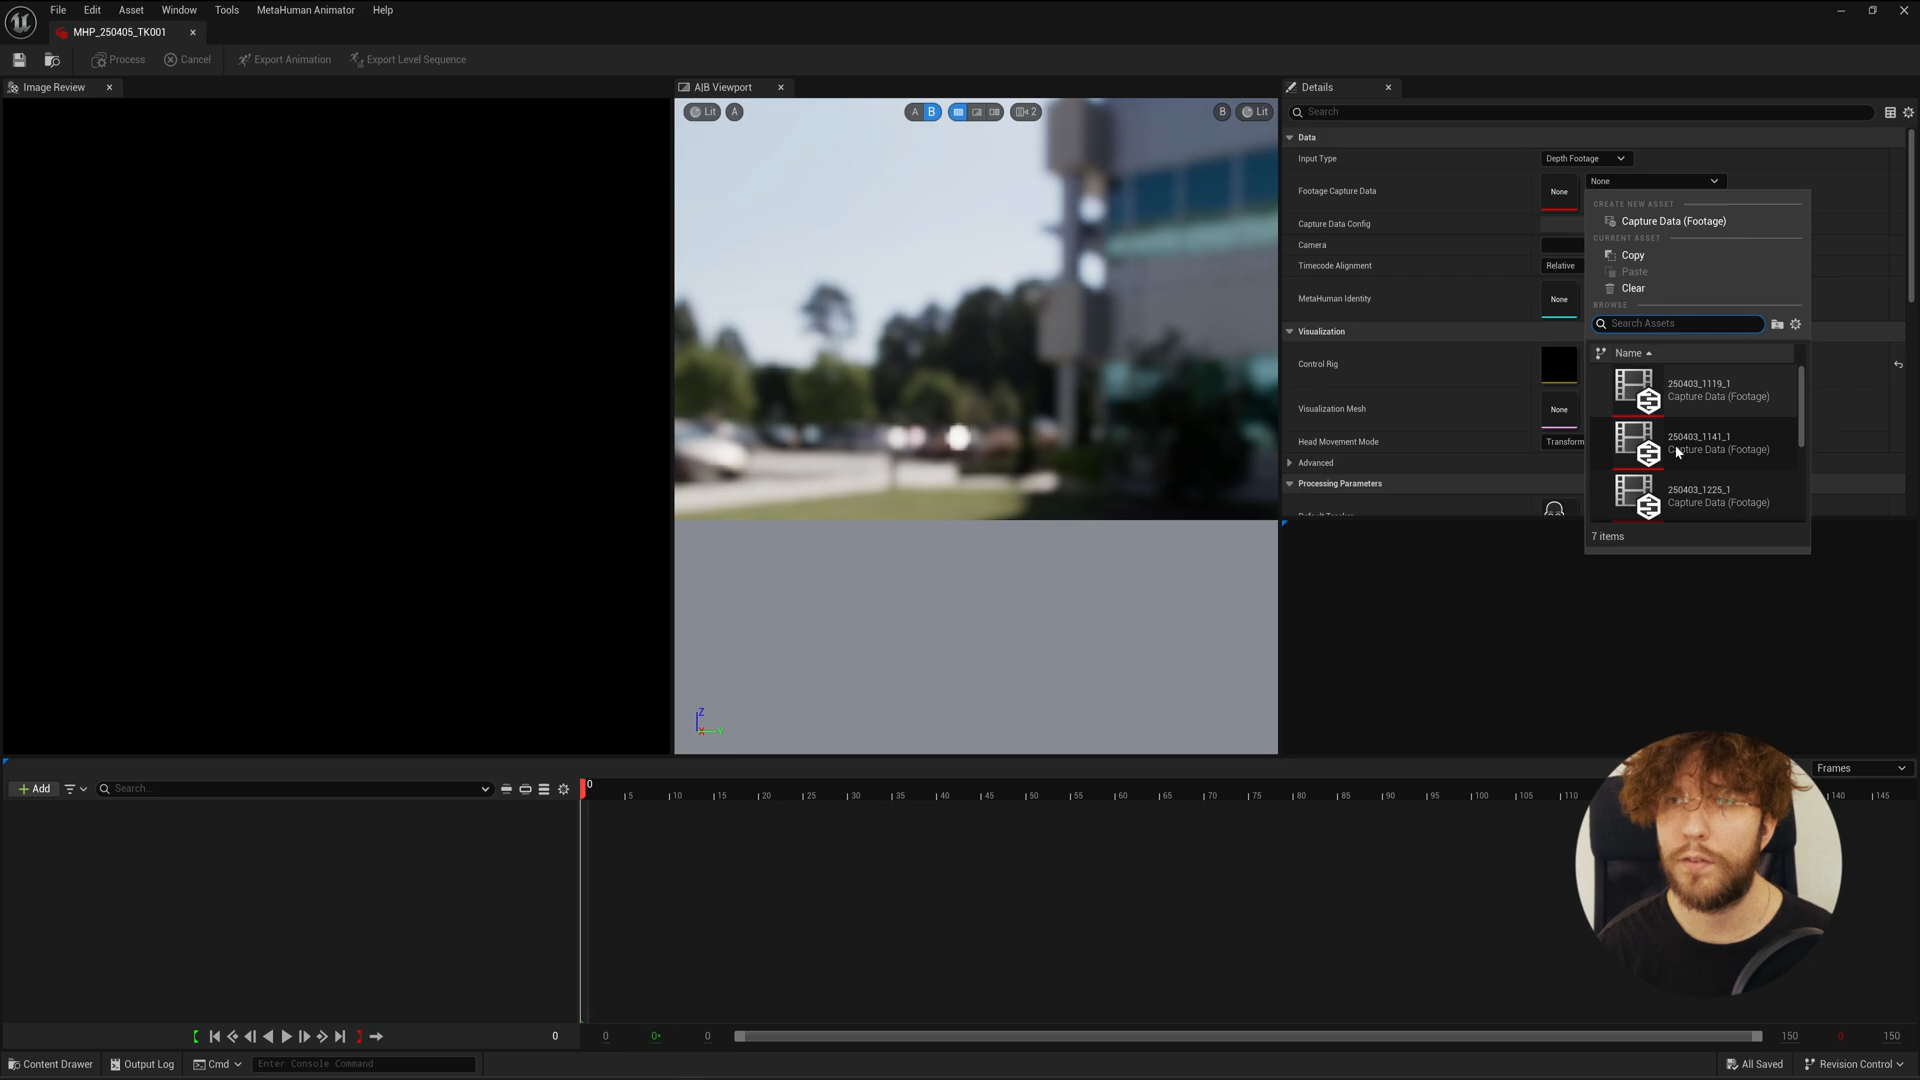 File Edit Asset Window Tools MetaHuman Animator Help
MHP_250405_TK001
Process Cancel Export Animation Export Level Sequence
Image Review
A|B Viewport
Details
Lit A
A B
2
B Lit
Search
Data
Input Type
Depth Footage
Footage Capture Data
None
None
CREATE NEW ASSET
Capture Data (Footage)
Capture Data Config
CURRENT ASSET
Camera
Copy
Timecode Alignment
Relative
Paste
MetaHuman Identity
None
Clear
BROWSE
Search Assets
Visualization
Name
Control Rig
250403_1119_1
Capture Data (Footage)
Visualization Mesh
None
250403_1141_1
Capture Data (Footage)
Head Movement Mode
Transform
Advanced
Processing Parameters
250403_1225_1
Capture Data (Footage)
7 items
Z
X
Y
Frames
Add
Search...
0
5 10 15 20 25 30 35 40 45 50 55 60 65 70 75 80 85 90 95 100 105 110 140 145
0
0 0+ 0
150 0 150
Content Drawer Output Log Cmd Enter Console Command
All Saved Revision Control